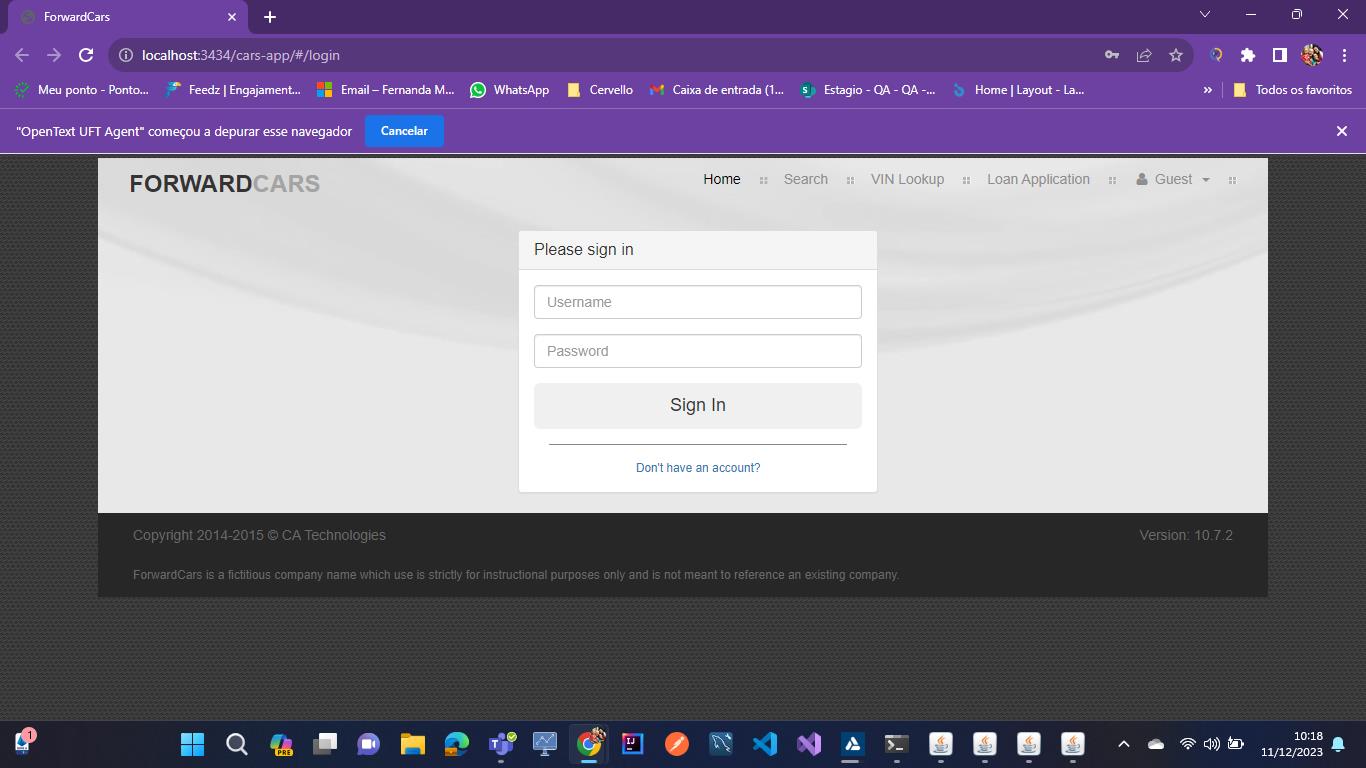 ForwardCars
localhost:3434/cars-app/#/login
Meu ponto - Ponto... Feedz | Engajament... Email – Fernanda M... WhatsApp Cervello Caixa de entrada (1... Estagio - QA - QA -... Home | Layout - La... » Todos os favoritos
"OpenText UFT Agent" começou a depurar esse navegador Cancelar
FORWARDCARS Home Search VIN Lookup Loan Application Guest
Please sign in
Username
Password
Sign In
Don't have an account?
Copyright 2014-2015 © CA Technologies Version: 10.7.2
ForwardCars is a fictitious company name which use is strictly for instructional purposes only and is not meant to reference an existing company.
1 PRE 10:18
11/12/2023